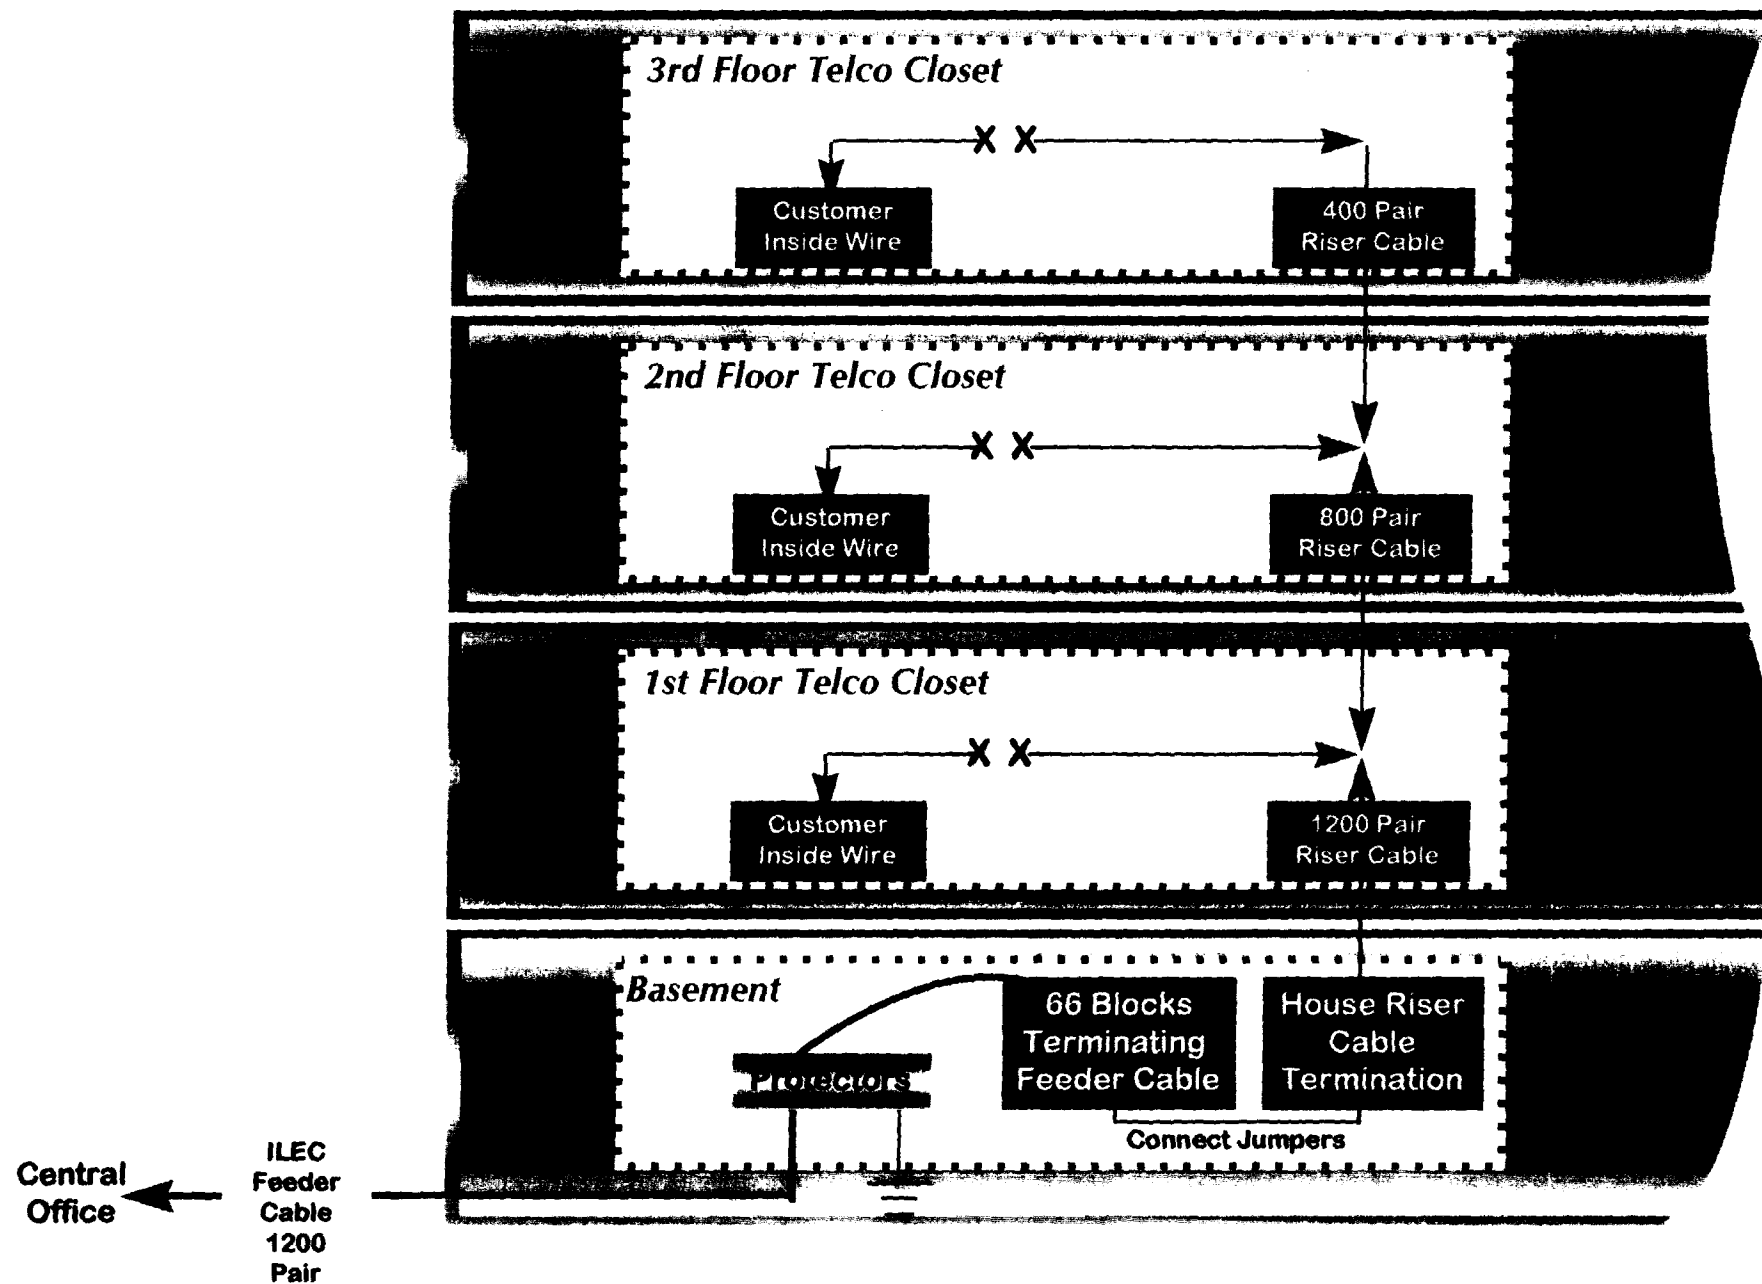 3rd Floor Telco Closet
X X
Customer
Inside Wire
400 Pair
Riser Cable
2nd Floor Telco Closet
X X
Customer
Inside Wire
800 Pair
Riser Cable
1st Floor Telco Closet
X X
Customer
Inside Wire
1200 Pair
Riser Cable
Basement
Protectors
66 Blocks
Terminating
Feeder Cable
House Riser
Cable
Termination
Connect Jumpers
Central
Office
ILEC
Feeder
Cable
1200
Pair